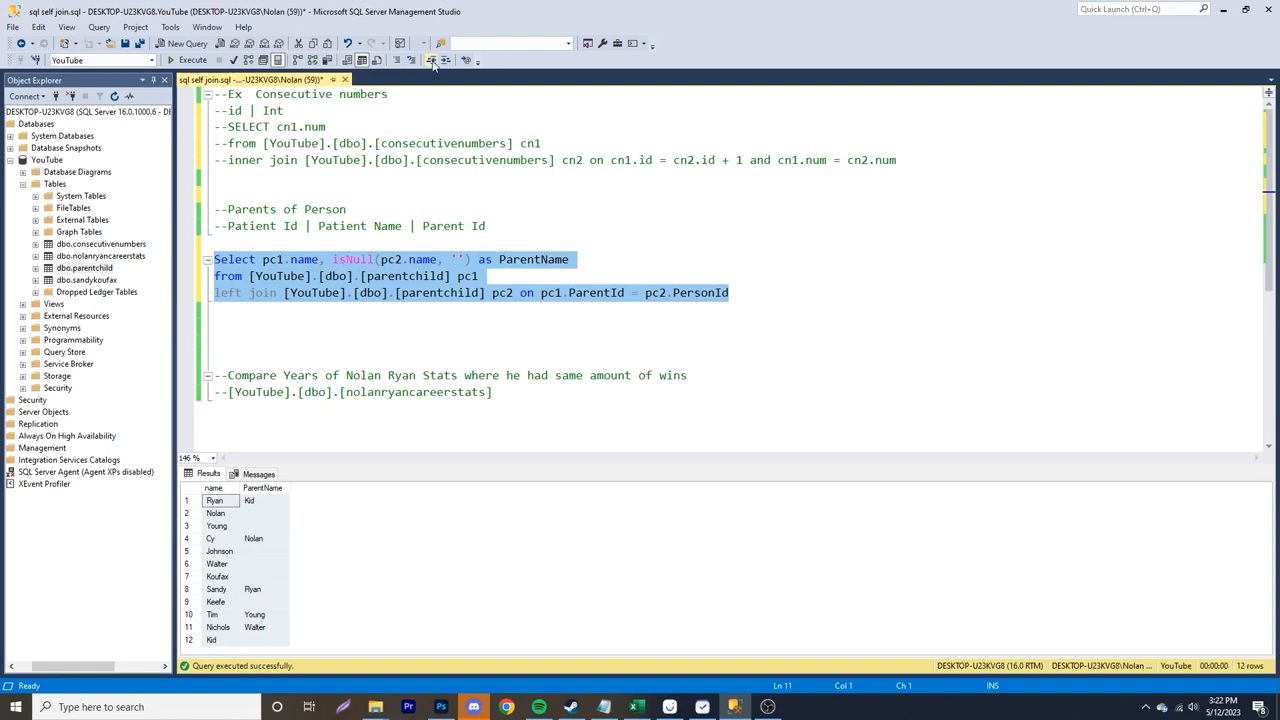 sql self join.sql - DESKTOP-U23KVG8.YouTube (DESKTOP-U23KVG8\Nolan (59))* - Microsoft SQL Server Management Studio
Quick Launch (Ctrl+Q)
File Edit View Query Project Tools Window Help
New Query
YouTube
Execute
Object Explorer
sql self join.sql -...-U23KVG8\Nolan (59))*
Connect
DESKTOP-U23KVG8 (SQL Server 16.0.1000.6 - DE
Databases
System Databases
Database Snapshots
YouTube
Database Diagrams
Tables
System Tables
FileTables
External Tables
Graph Tables
dbo.consecutivenumbers
dbo.nolanryancareerstats
dbo.parentchild
dbo.sandykoufax
Dropped Ledger Tables
Views
External Resources
Synonyms
Programmability
Query Store
Service Broker
Storage
Security
Security
Server Objects
Replication
Always On High Availability
Management
Integration Services Catalogs
SQL Server Agent (Agent XPs disabled)
XEvent Profiler
--Ex  Consecutive numbers
--id | Int
--SELECT cn1.num
--from [YouTube].[dbo].[consecutivenumbers] cn1
--inner join [YouTube].[dbo].[consecutivenumbers] cn2 on cn1.id = cn2.id + 1 and cn1.num = cn2.num
--Parents of Person
--Patient Id | Patient Name | Parent Id
Select pc1.name, isNull(pc2.name, '') as ParentName
from [YouTube].[dbo].[parentchild] pc1
left join [YouTube].[dbo].[parentchild] pc2 on pc1.ParentId = pc2.PersonId
--Compare Years of Nolan Ryan Stats where he had same amount of wins
--[YouTube].[dbo].[nolanryancareerstats]
146 %
Results Messages
name ParentName
1 Ryan Kid
2 Nolan
3 Young
4 Cy Nolan
5 Johnson
6 Walter
7 Koufax
8 Sandy Ryan
9 Keefe
10 Tim Young
11 Nichols Walter
12 Kid
Query executed successfully.
DESKTOP-U23KVG8 (16.0 RTM) DESKTOP-U23KVG8\Nolan ... YouTube 00:00:00 12 rows
Ready
Ln 11 Col 1 Ch 1 INS
Type here to search
3:22 PM
5/12/2023